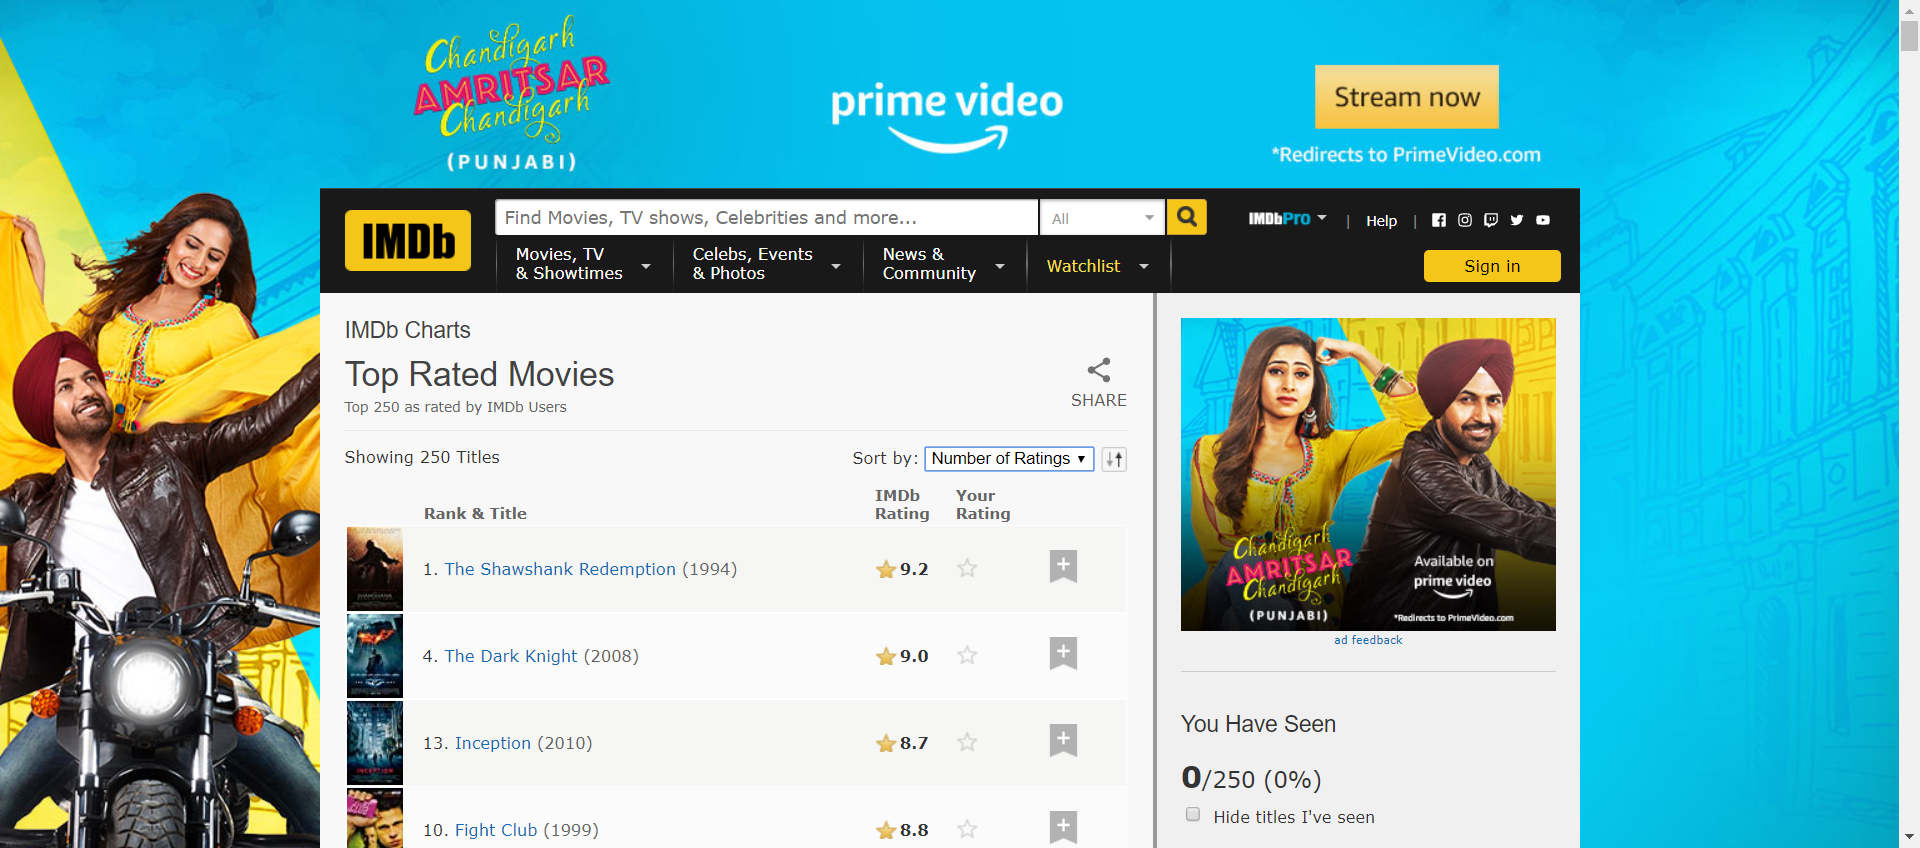 Chandigarh
AMRITSAR
Chandigarh
(PUNJABI)
prime video
Stream now
*Redirects to PrimeVideo.com
IMDb
Find Movies, TV shows, Celebrities and more...
All
IMDbPro
|
Help
|
Movies, TV
& Showtimes
Celebs, Events
& Photos
News &
Community
Watchlist
Sign in
IMDb Charts
Top Rated Movies
Top 250 as rated by IMDb Users
SHARE
Showing 250 Titles
Sort by: Number of Ratings
Rank & Title
IMDb
Rating
Your
Rating
1. The Shawshank Redemption (1994)
9.2
4. The Dark Knight (2008)
9.0
INCEPTION
13. Inception (2010)
8.7
10. Fight Club (1999)
8.8
Chandigarh
AMRITSAR
Chandigarh
(PUNJABI)
Available on
prime video
*Redirects to PrimeVideo.com
ad feedback
You Have Seen
0/250 (0%)
Hide titles I've seen